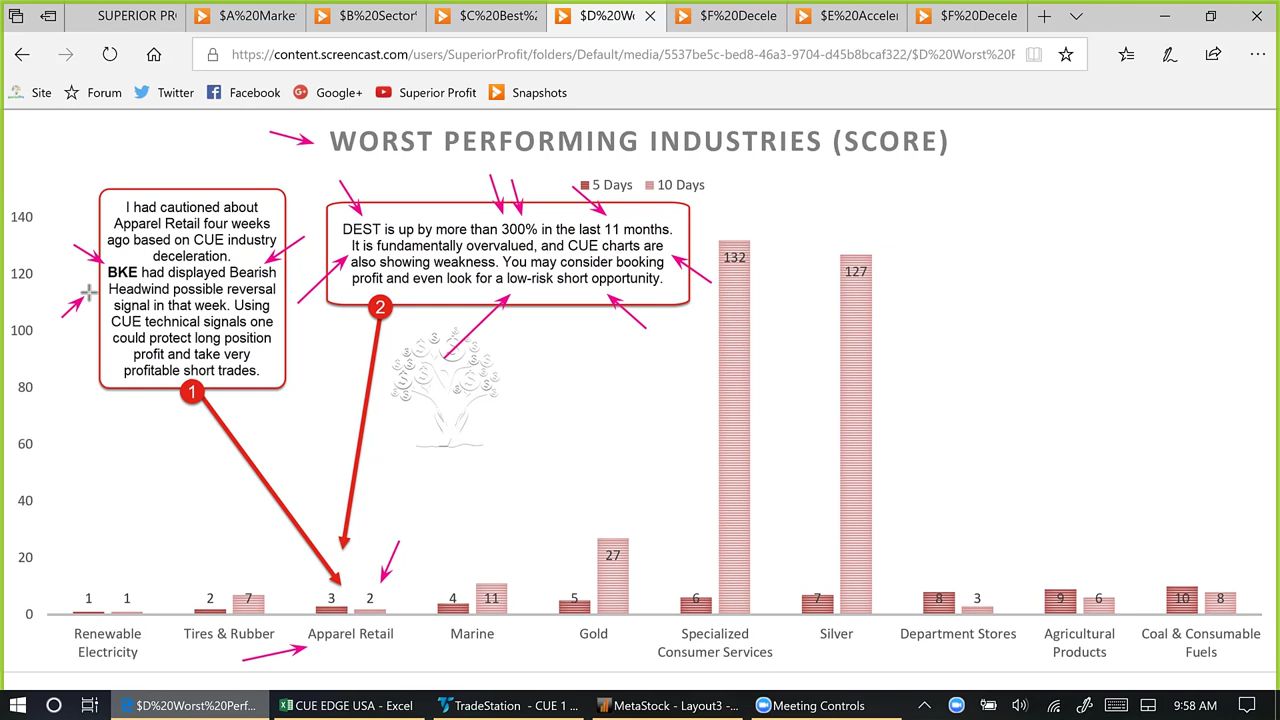 SUPERIOR PR(
$A%20Marke
$B%20Sector'
$C%20Best%2
$D%20W
$F%20Decele
$E%20Acceler
$F%20Decele
https://content.screencast.com/users/SuperiorProfit/folders/Default/media/5537be5c-bed8-46a3-9704-d45b8bcaf322/$D%20Worst%20F
Site
Forum
Twitter
Facebook
Google+
Superior Profit
Snapshots
WORST PERFORMING INDUSTRIES (SCORE)
5 Days
10 Days
140
120
100
80
60
40
20
0
I had cautioned about
Apparel Retail four weeks
ago based on CUE industry
deceleration.
BKE had displayed Bearish
Headwind possible reversal
signal in that week. Using
CUE technical signals one
could protect long position
profit and take very
profitable short trades.
1
DEST is up by more than 300% in the last 11 months.
It is fundamentally overvalued, and CUE charts are
also showing weakness. You may consider booking
profit and even look for a low-risk short opportunity.
2
1 1
2 7
3 2
4 11
5 27
6 132
7 127
8 3
9 6
10 8
Renewable
Electricity
Tires & Rubber
Apparel Retail
Marine
Gold
Specialized
Consumer Services
Silver
Department Stores
Agricultural
Products
Coal & Consumable
Fuels
$D%20Worst%20Perf...
CUE EDGE USA - Excel
TradeStation - CUE 1 ...
MetaStock - Layout3 -...
Meeting Controls
9:58 AM